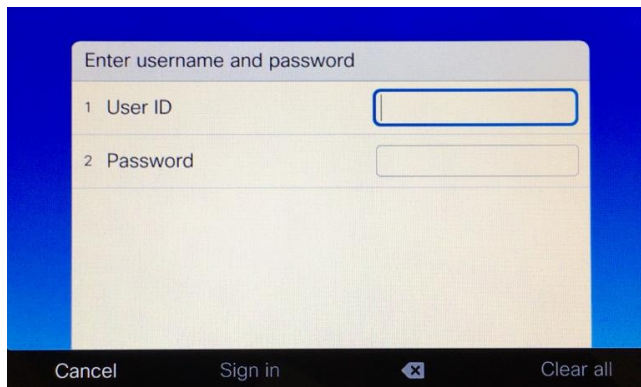 Enter username and password
1 User ID
2 Password
Cancel Sign in Clear all